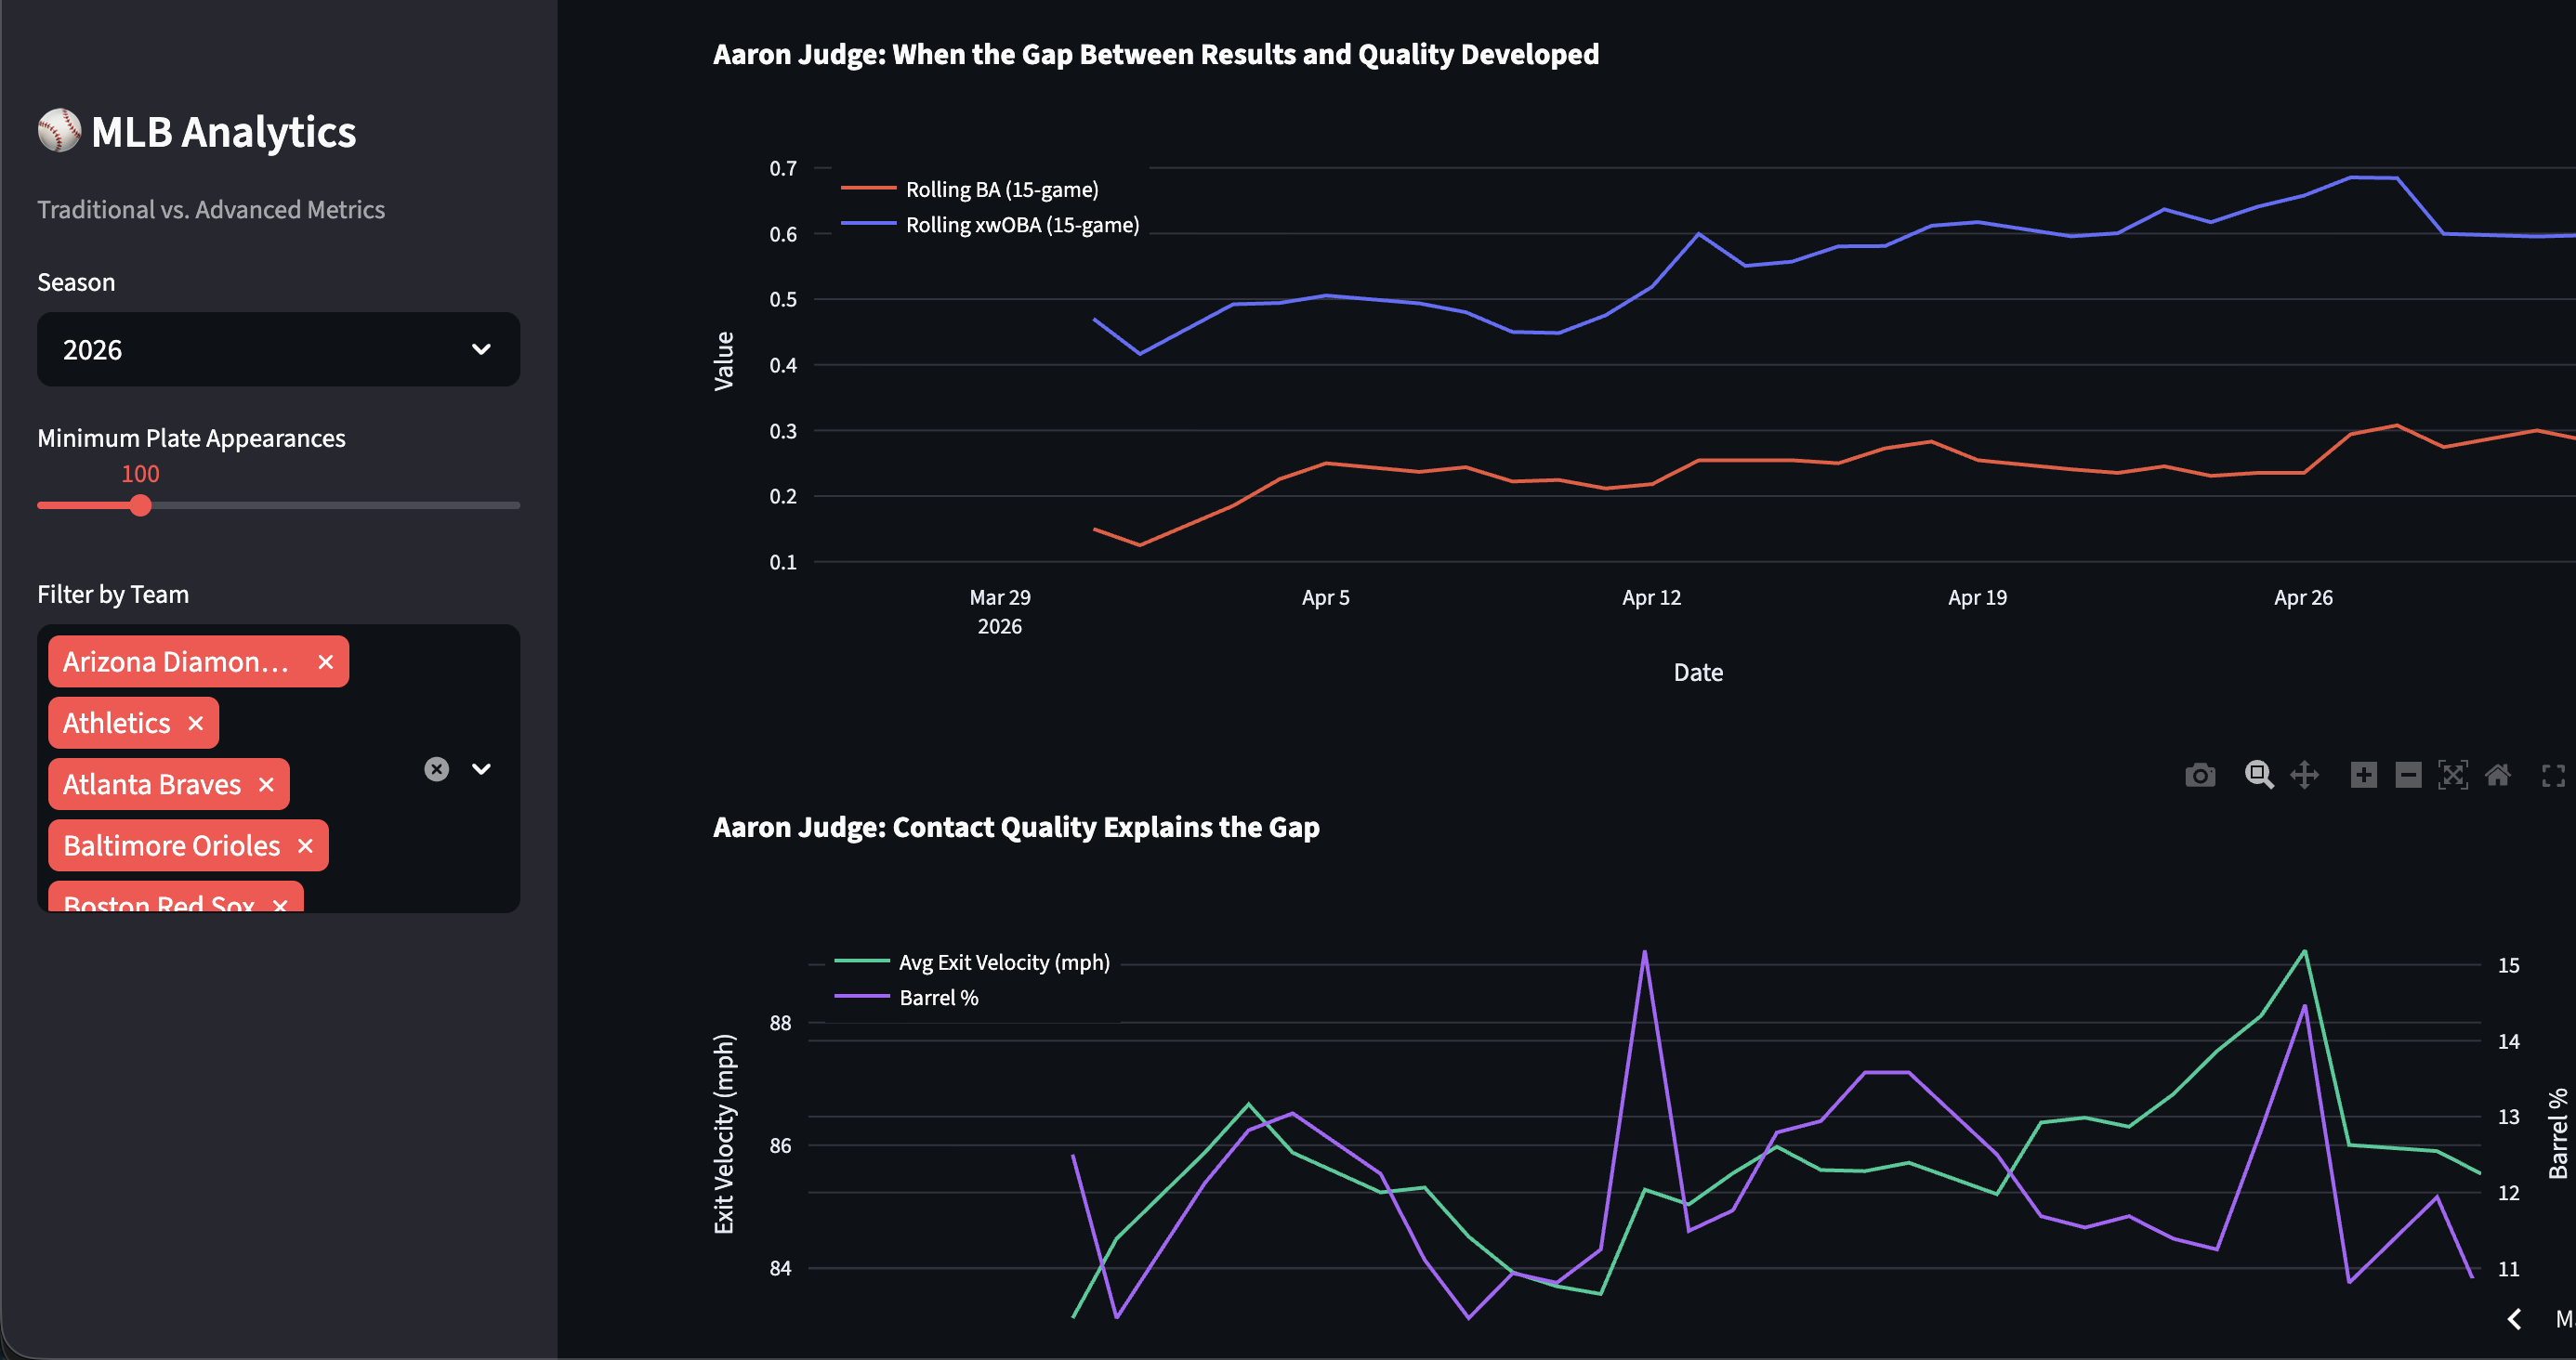 MLB Analytics
Traditional vs. Advanced Metrics
Season
2026
Minimum Plate Appearances
100
Filter by Team
Arizona Diamon...
Athletics
Atlanta Braves
Baltimore Orioles
Boston Red Sox
Aaron Judge: When the Gap Between Results and Quality Developed
Rolling BA (15-game)
Rolling xwOBA (15-game)
Value
0.7
0.6
0.5
0.4
0.3
0.2
0.1
Mar 29
2026
Apr 5
Apr 12
Apr 19
Apr 26
Date
Aaron Judge: Contact Quality Explains the Gap
Avg Exit Velocity (mph)
Barrel %
Exit Velocity (mph)
88
86
84
15
14
13
12
11
Barrel %